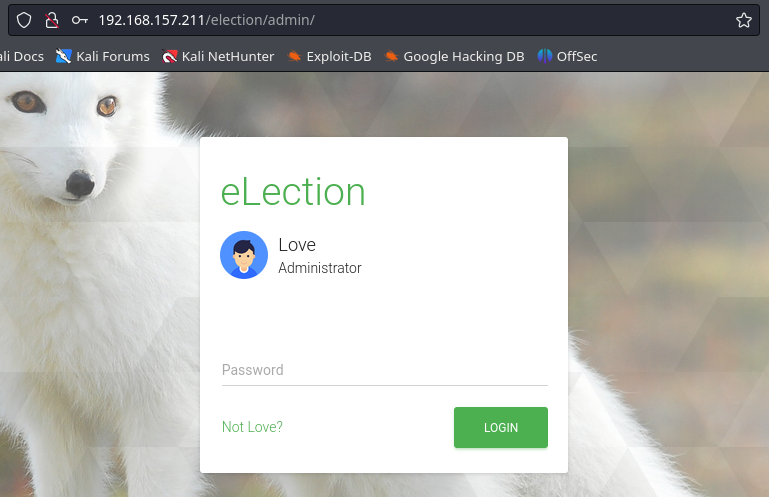 192.168.157.211/election/admin/
ali Docs Kali Forums Kali NetHunter Exploit-DB Google Hacking DB OffSec
eLection
Love
Administrator
Password
Not Love? LOGIN